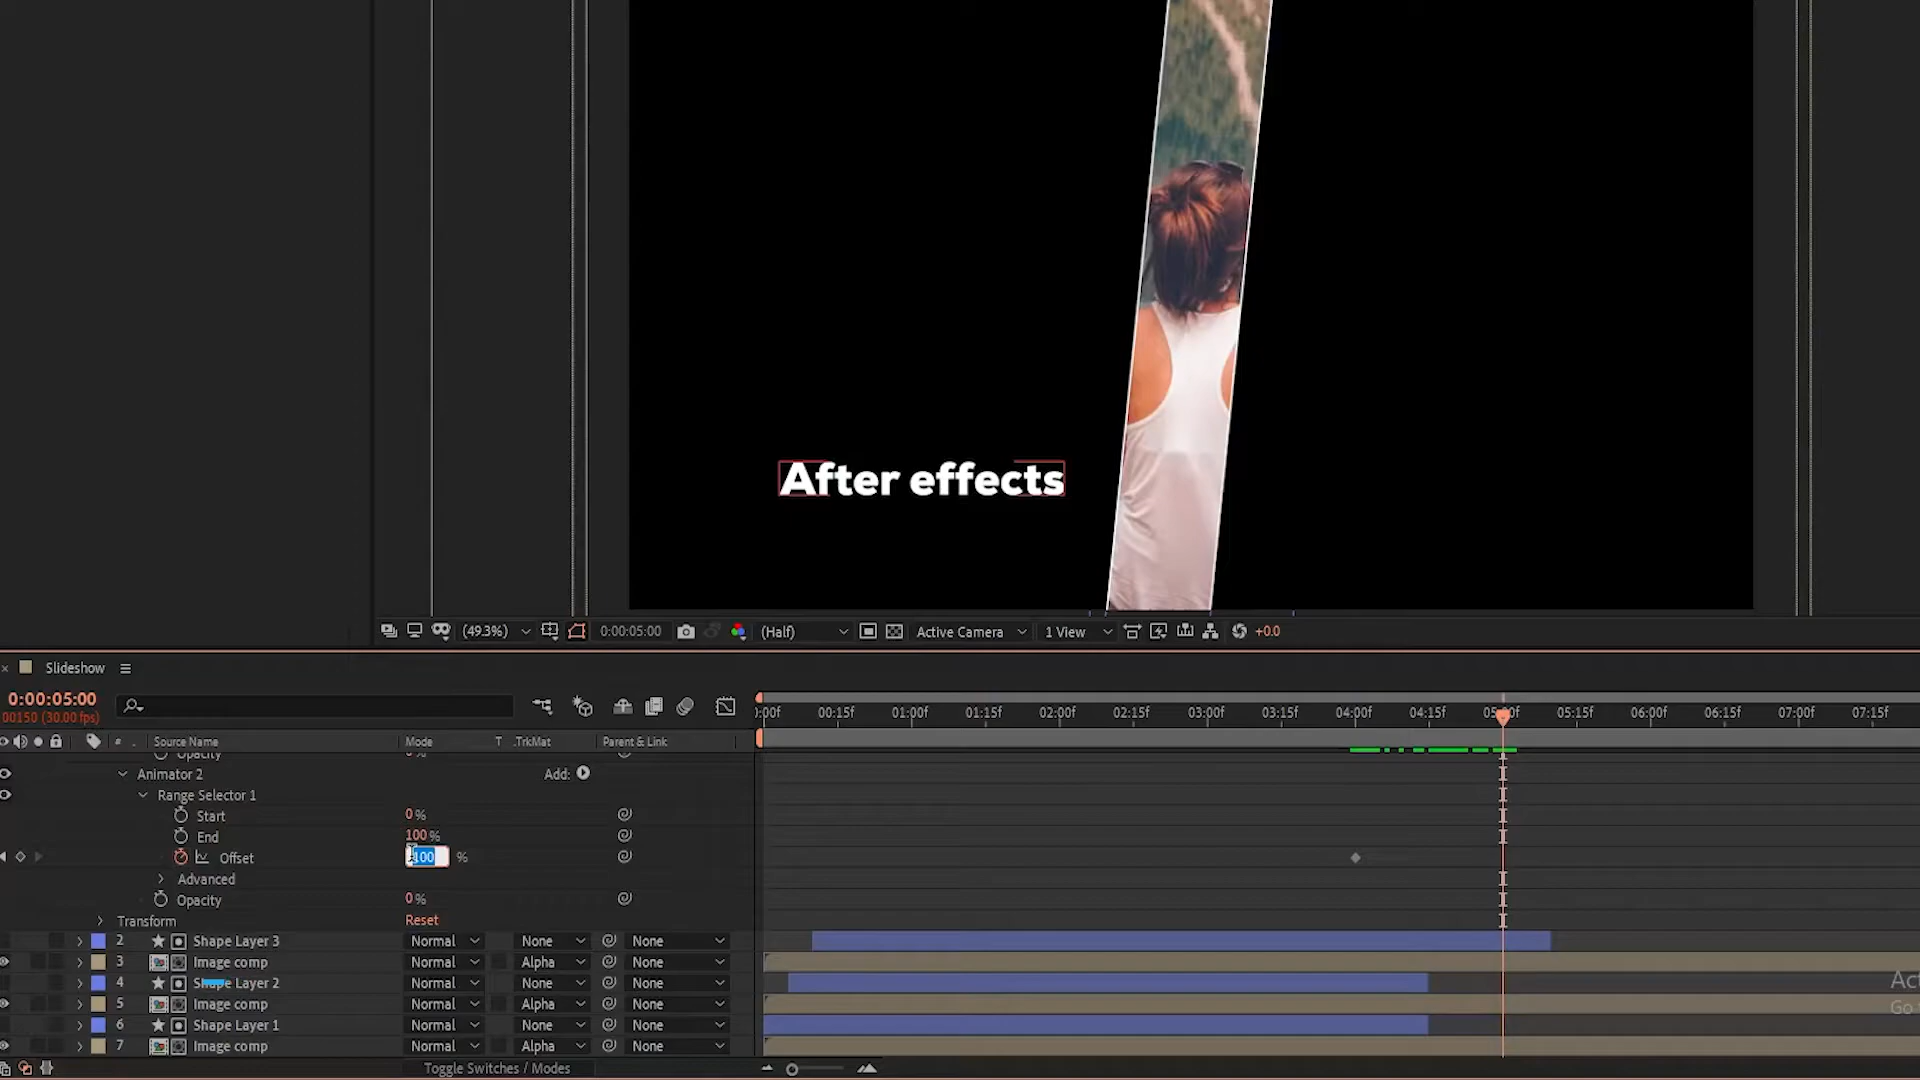 After effects
(49.3%) 0:00:05:00 (Half) Active Camera 1 View +0.0
Slideshow
0:00:05:00
00150 (30.00 fps)
:00f 00:15f 01:00f 01:15f 02:00f 02:15f 03:00f 03:15f 04:00f 04:15f 05:00f 05:15f 06:00f 06:15f 07:00f 07:15f
# Source Name Mode T .TrkMat Parent & Link
Opacity 0%
Animator 2 Add:
Range Selector 1
Start 0%
End 100%
Offset 100 %
Advanced
Opacity 0%
Transform Reset
2 Shape Layer 3 Normal None None
3 Image comp Normal Alpha None
4 Shape Layer 2 Normal None None
5 Image comp Normal Alpha None
6 Shape Layer 1 Normal None None
7 Image comp Normal Alpha None
Toggle Switches / Modes
Act
Go